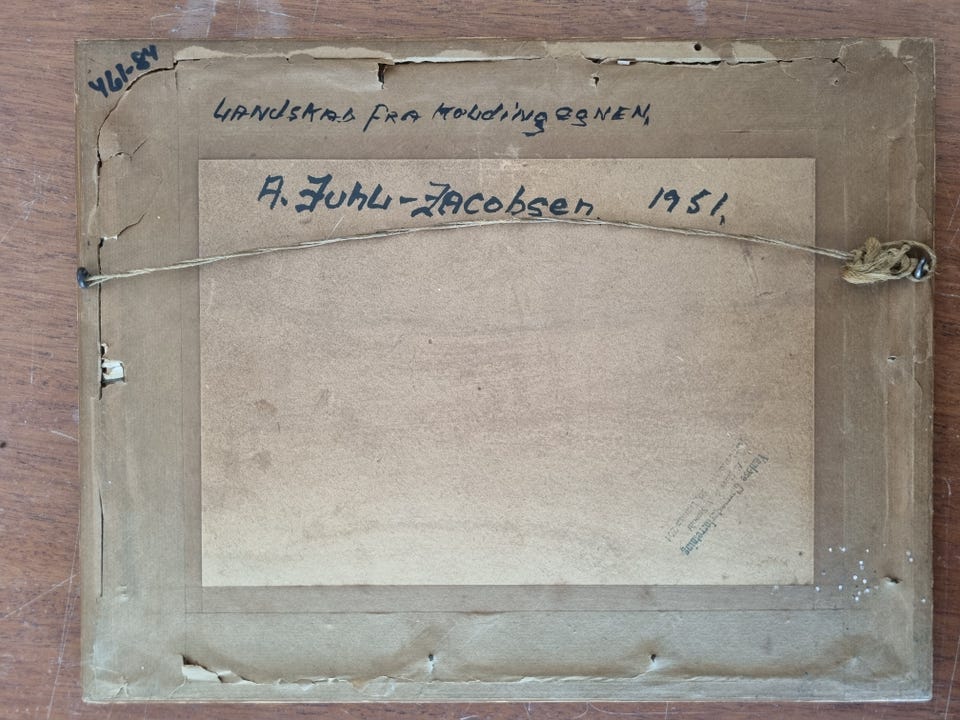 461-84
LANDSKAB FRA KOLDINGEGNEN,
A. JUHL-JACOBSEN 1951,